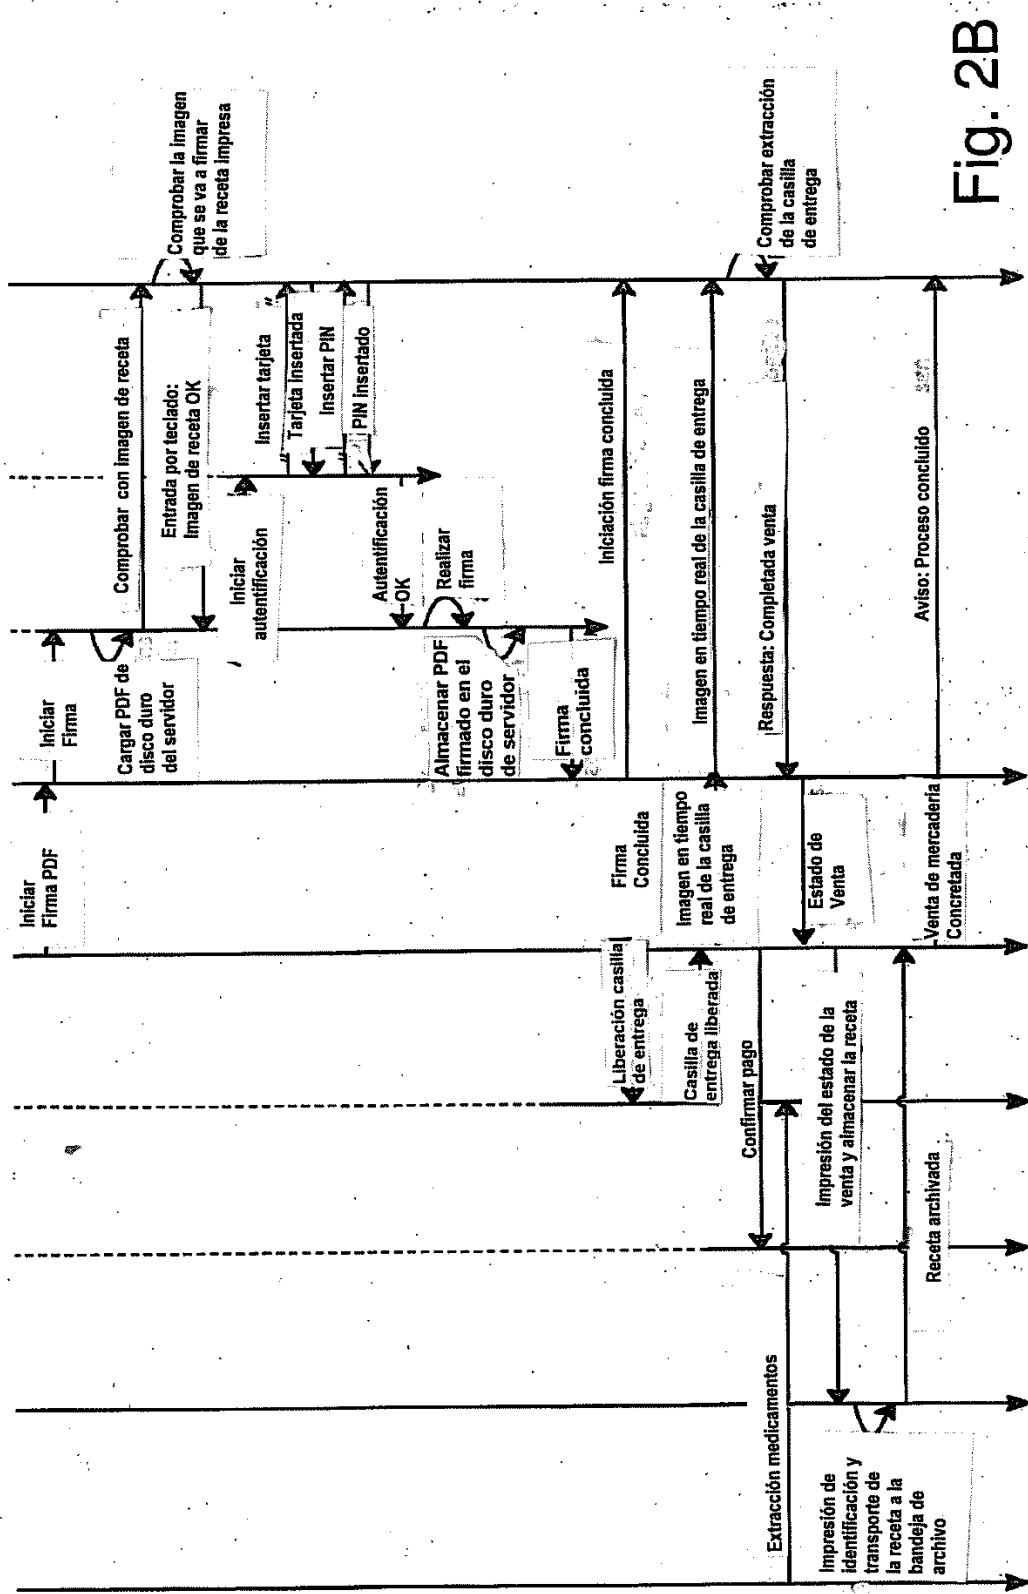 Iniciar
Firma PDF
Iniciar
Firma
Cargar PDF de
disco duro
del servidor
Comprobar con imagen de receta
Comprobar la imagen
que se va a firmar
de la receta impresa
Entrada por teclado:
Imagen de receta OK
Iniciar
autentificación
Insertar tarjeta
Tarjeta insertada
Insertar PIN
PIN insertado
Autentificación
OK
Realizar
firma
Almacenar PDF
firmado en el
disco duro
de servidor
Firma
concluida
Iniciación firma concluida
Firma
Concluida
Liberación casilla
de entrega
Casilla de
entrega liberada
Imagen en tiempo
real de la casilla
de entrega
Imagen en tiempo real de la casilla de entrega
Comprobar extracción
de la casilla
de entrega
Confirmar pago
Extracción medicamentos
Respuesta: Completada venta
Estado de
Venta
Impresión del estado de la
venta y almacenar la receta
Impresión de
identificación y
transporte de
la receta a la
bandeja de
archivo
Receta archivada
Venta de mercadería
Concretada
Aviso: Proceso concluido
Fig. 2B